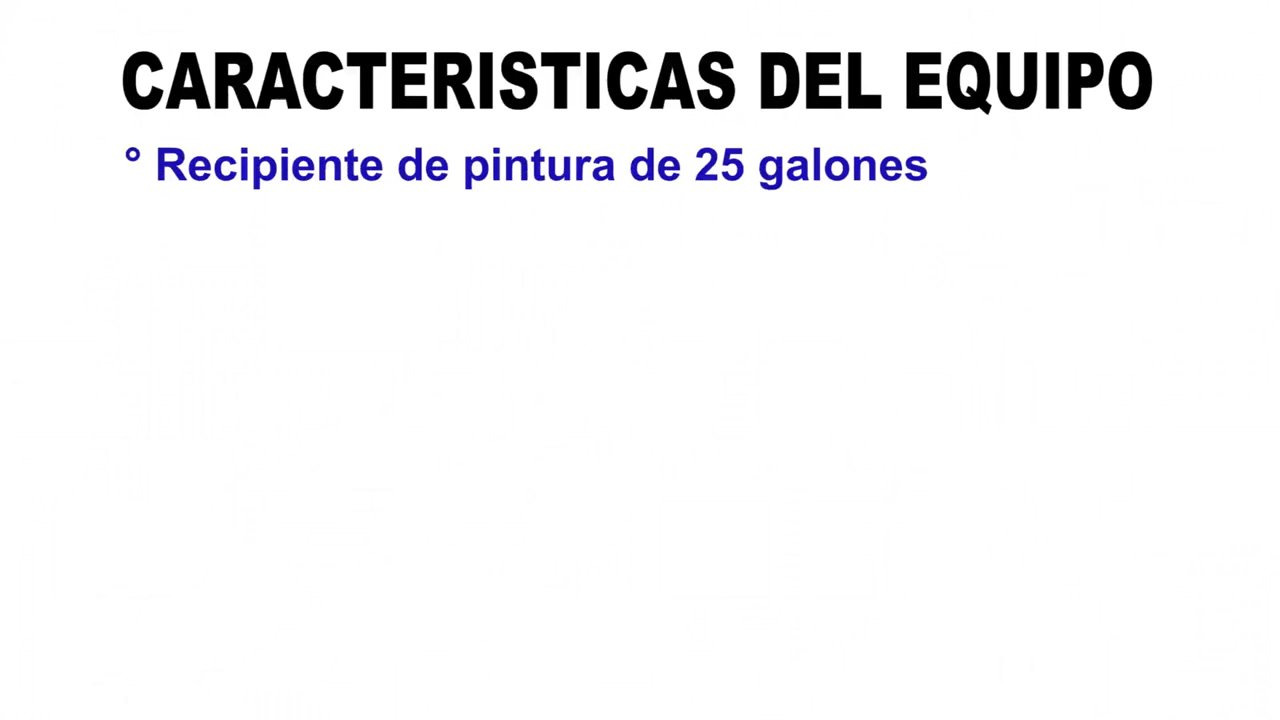 CARACTERISTICAS DEL EQUIPO
° Recipiente de pintura de 25 galones